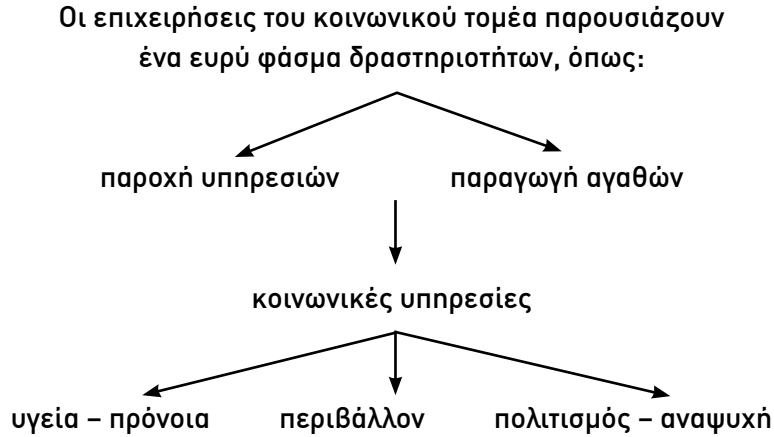 Οι επιχειρήσεις του κοινωνικού τομέα παρουσιάζουν
ένα ευρύ φάσμα δραστηριοτήτων, όπως:
παροχή υπηρεσιών παραγωγή αγαθών
κοινωνικές υπηρεσίες
υγεία – πρόνοια περιβάλλον πολιτισμός – αναψυχή